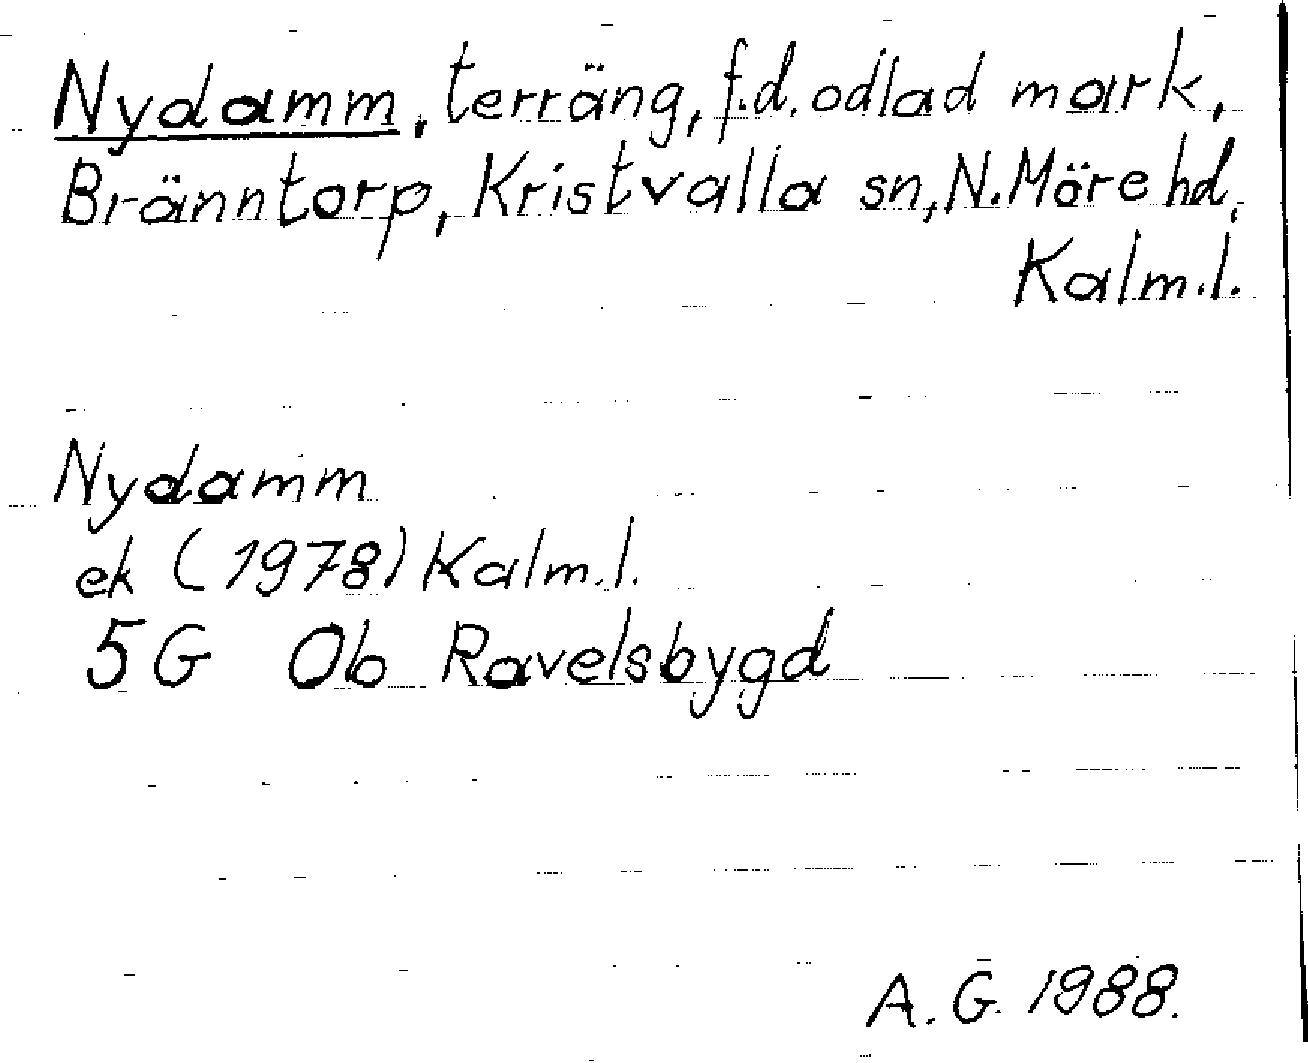 Nydamm, terräng, f.d. odlad mark,
Bränntorp, Kristvalla sn, N. Möre hd,
Kalm.l.
Nydamm
ek (1978) Kalm.l.
5G Ob Ravelsbygd
A.G. 1988.